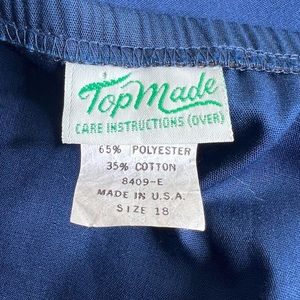 TopMade
CARE INSTRUCTIONS (OVER)
65% POLYESTER
35% COTTON
8409-E
MADE IN U.S.A.
SIZE 18